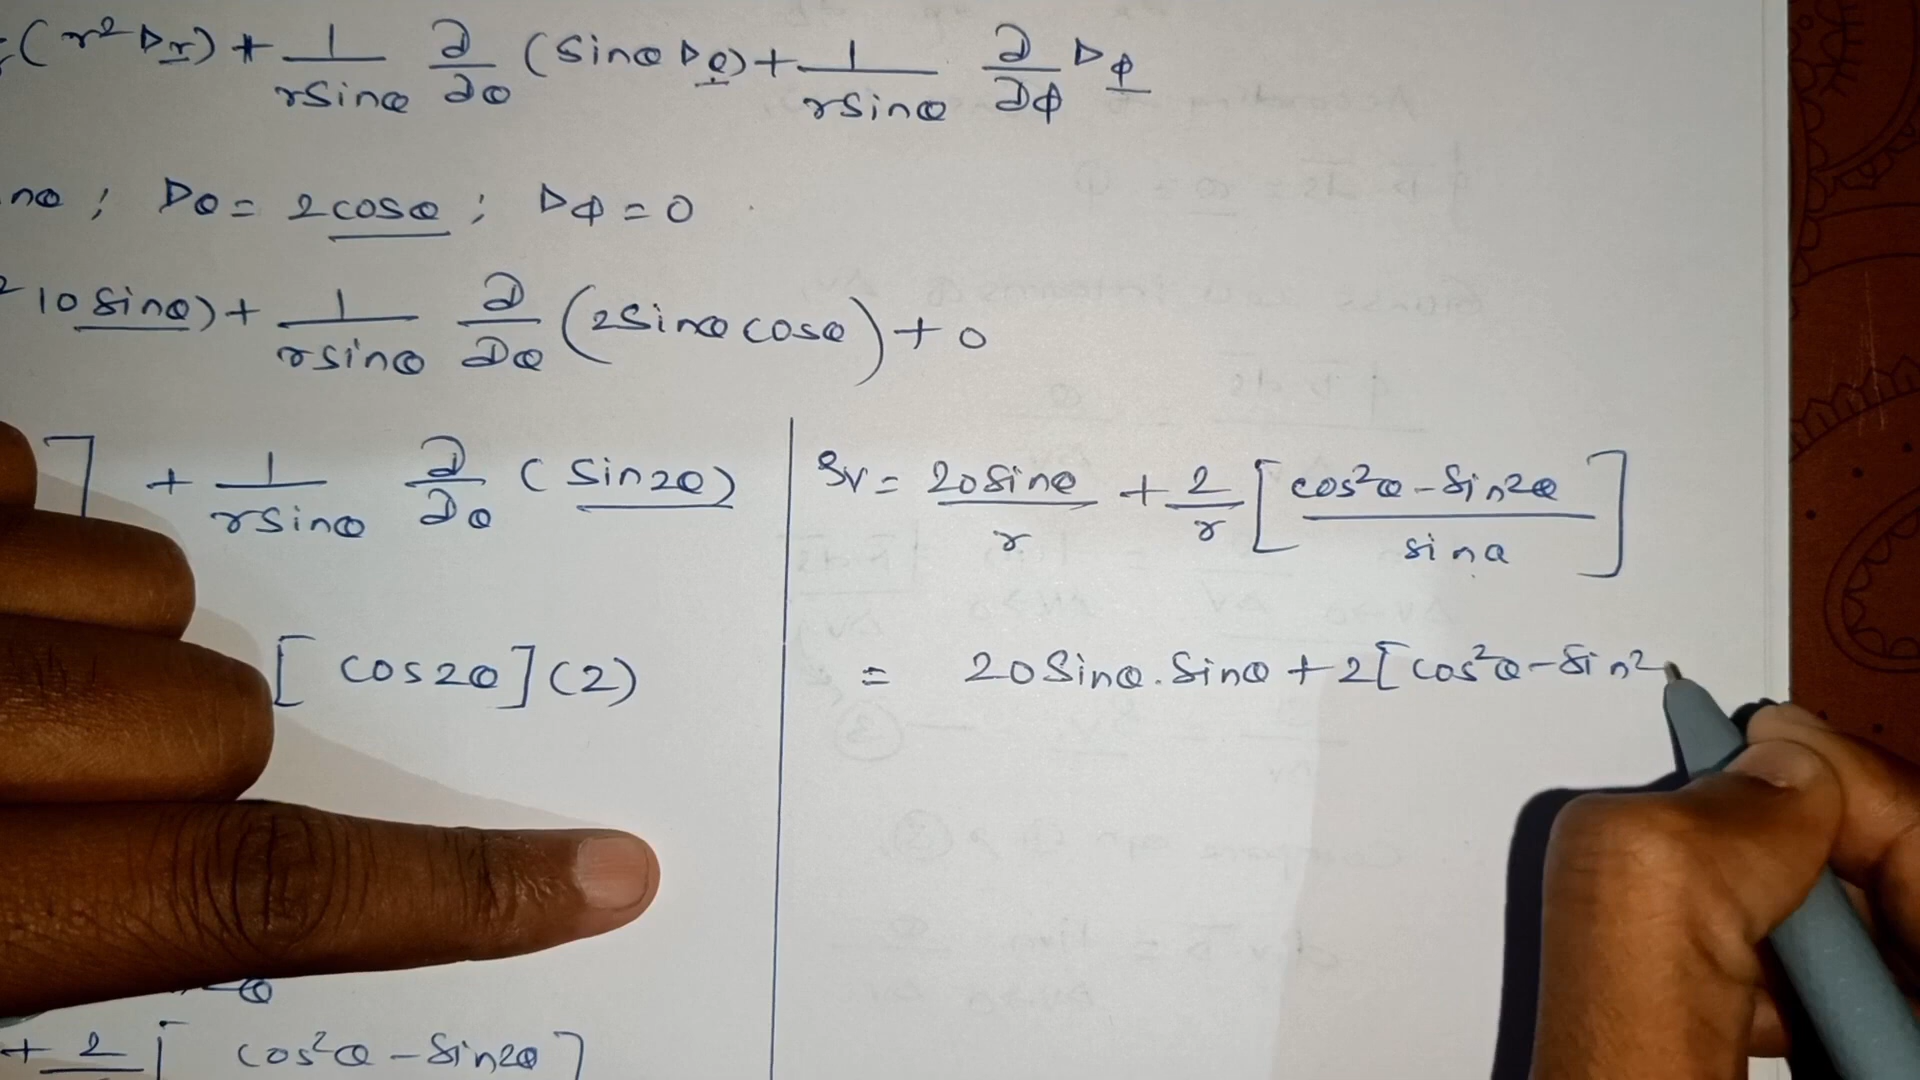 (r² Dr) + 1/(r sinθ) ∂/∂θ (sinθ Dθ) + 1/(r sinθ) ∂/∂ϕ Dϕ
nθ ; Dθ = 2cosθ ; Dϕ = 0
10 sinθ) + 1/(r sinθ) ∂/∂θ (2 sinθ cosθ) + 0
] + 1/(r sinθ) ∂/∂θ (sin2θ)
[cos2θ](2)
θ
+ 2 [ cos²θ - sin2θ ]
ρv = 20 sinθ/r + 2/r [ (cos²θ - sin2θ)/sinθ ]
= 20 sinθ . sinθ + 2[cos²θ - sin²